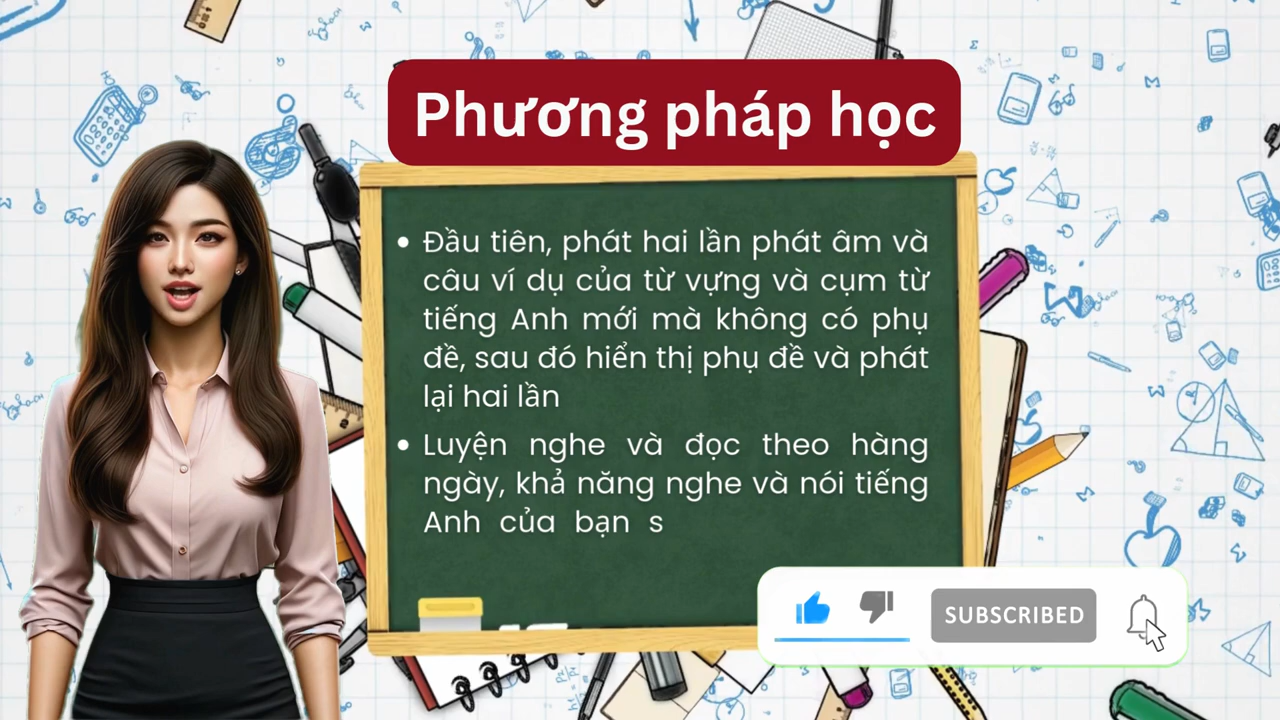 Phương pháp học
• Đầu tiên, phát hai lần phát âm và
câu ví dụ của từ vựng và cụm từ
tiếng Anh mới mà không có phụ
đề, sau đó hiển thị phụ đề và phát
lại hai lần
• Luyện nghe và đọc theo hàng
ngày, khả năng nghe và nói tiếng
Anh của bạn s
SUBSCRIBED